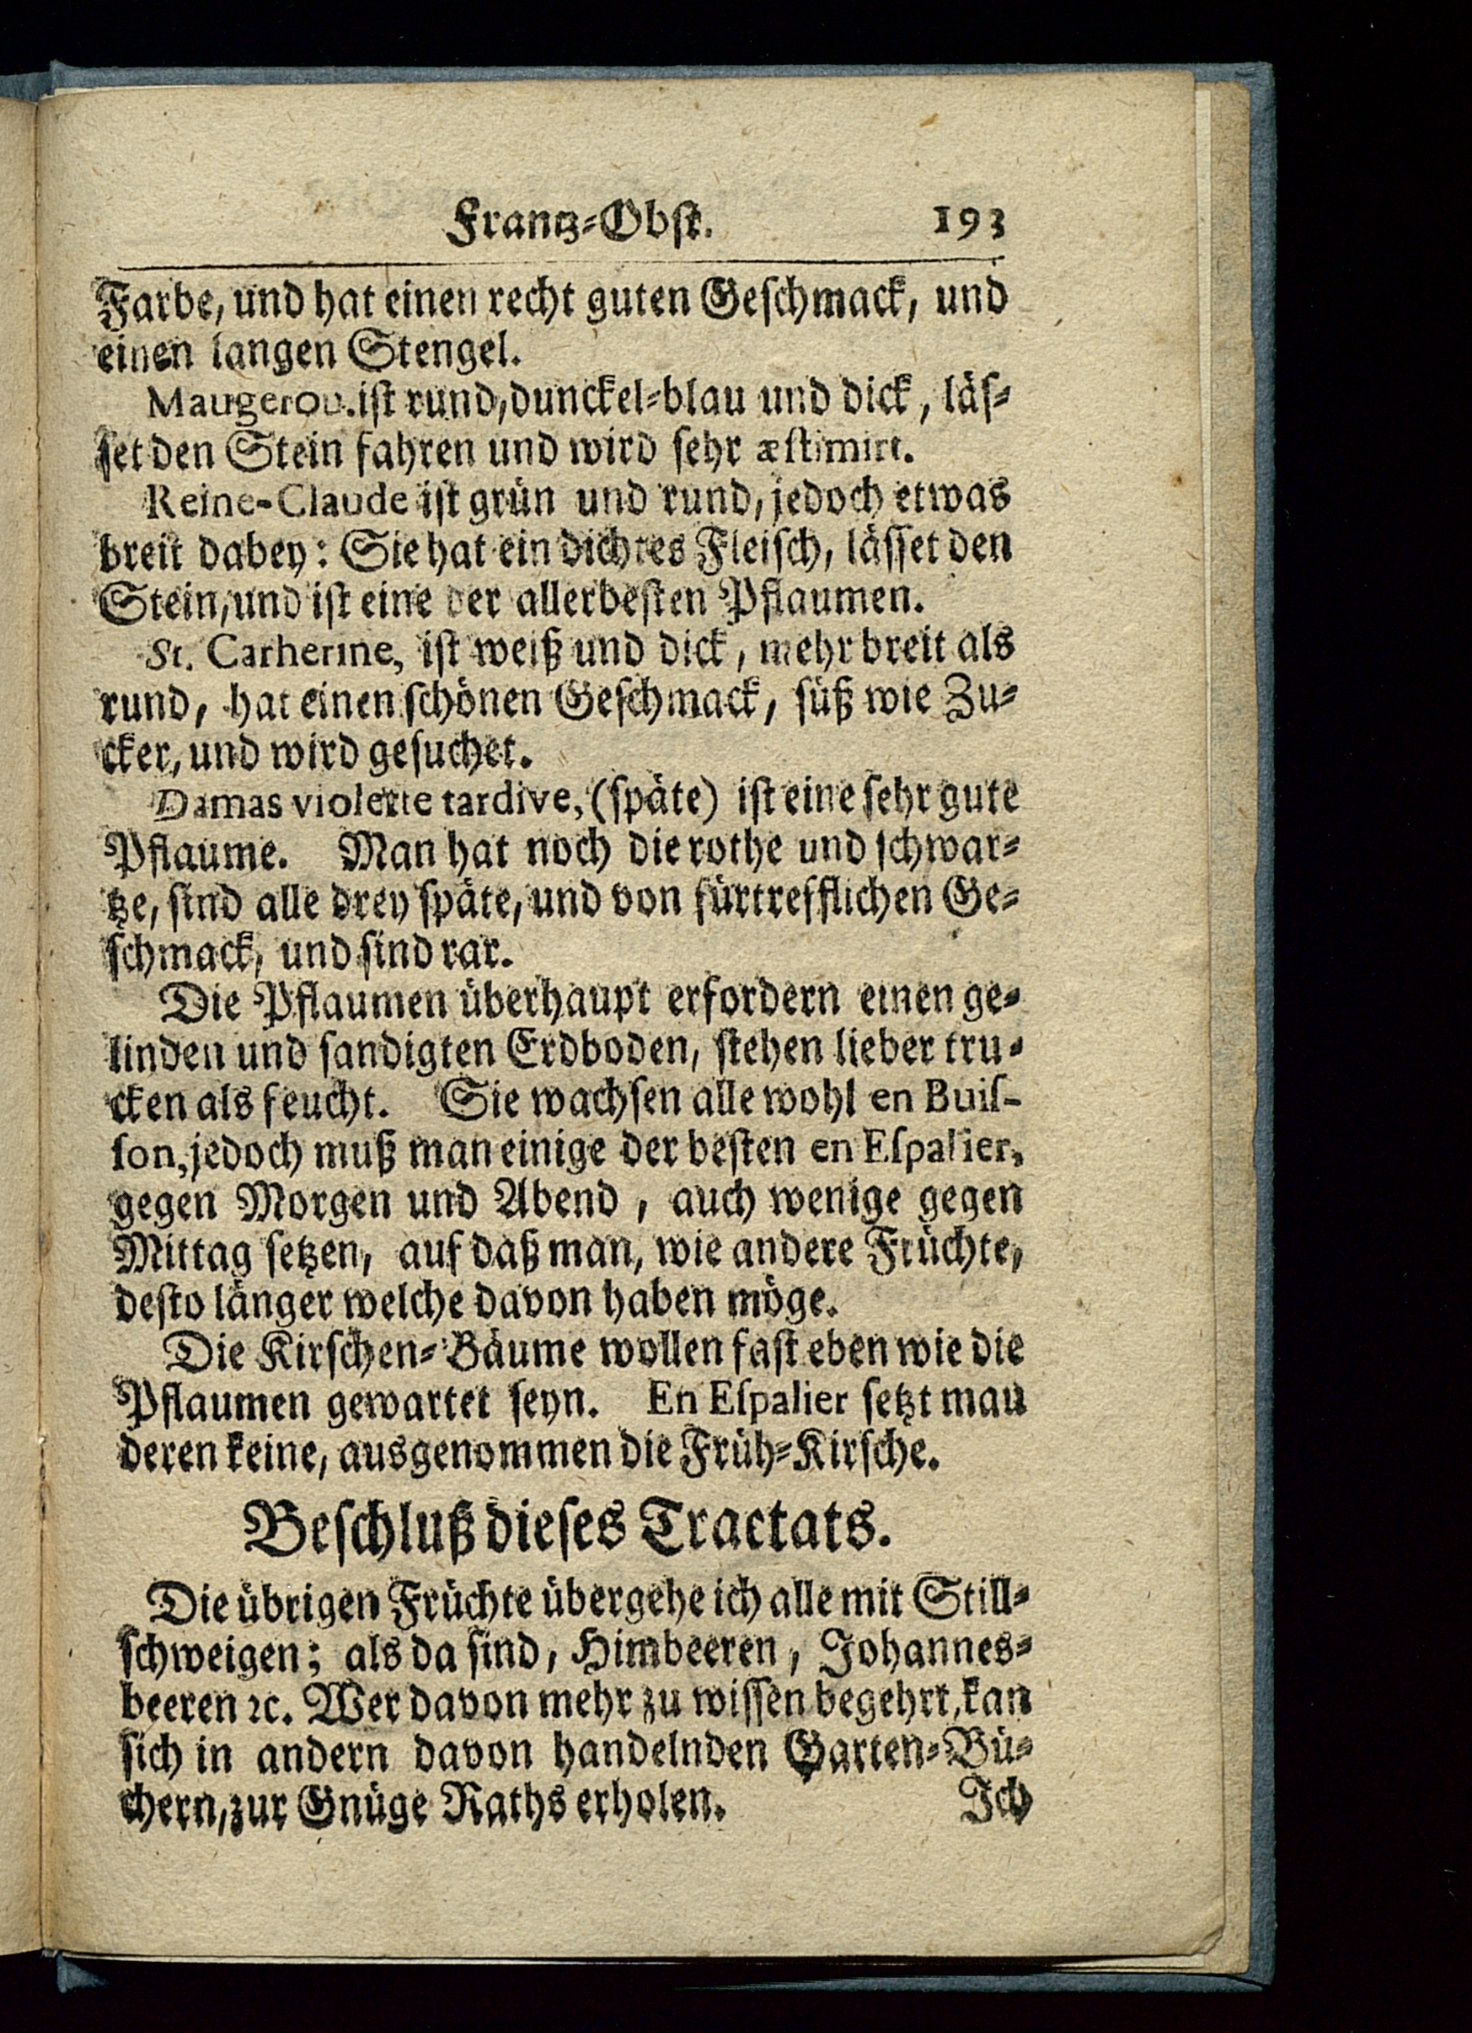 Frantz-Obſt. 193
Farbe, und hat einen recht guten Geſchmack, und
einen langen Stengel.
Maugerou. iſt rund, dunckel-blau und dick, läſ-
ſet den Stein fahren und wird ſehr æſtimirt.
Reine-Claude iſt grün und rund, jedoch etwas
breit dabey: Sie hat ein dichtes Fleiſch, läſſet den
Stein, und iſt eine der allerbeſten Pflaumen.
St. Catherine, iſt weiß und dick, mehr breit als
rund, hat einen ſchönen Geſchmack, ſüß wie Zu-
cker, und wird geſuchet.
Damas violette tardive, (ſpäte) iſt eine ſehr gute
Pflaume. Man hat noch die rothe und ſchwar-
tze, ſind alle drey ſpäte, und von fürtrefflichen Ge-
ſchmack, und ſind rar.
Die Pflaumen überhaupt erfordern einen ge-
linden und ſandigten Erdboden, ſtehen lieber tru-
cken als feucht. Sie wachſen alle wohl en Buiſ-
ſon, jedoch muß man einige der beſten en Eſpalier,
gegen Morgen und Abend, auch wenige gegen
Mittag ſetzen, auf daß man, wie andere Früchte,
deſto länger welche davon haben möge.
Die Kirſchen-Bäume wollen faſt eben wie die
Pflaumen gewartet ſeyn. En Eſpalier ſetzt man
deren keine, ausgenommen die Früh-Kirſche.
Beſchluß dieſes Tractats.
Die übrigen Früchte übergehe ich alle mit Still-
ſchweigen; als da ſind, Himbeeren, Johannes-
beeren ꝛc. Wer davon mehr zu wiſſen begehrt, kan
ſich in andern davon handelnden Garten-Bü-
chern, zur Gnüge Raths erholen. Ich